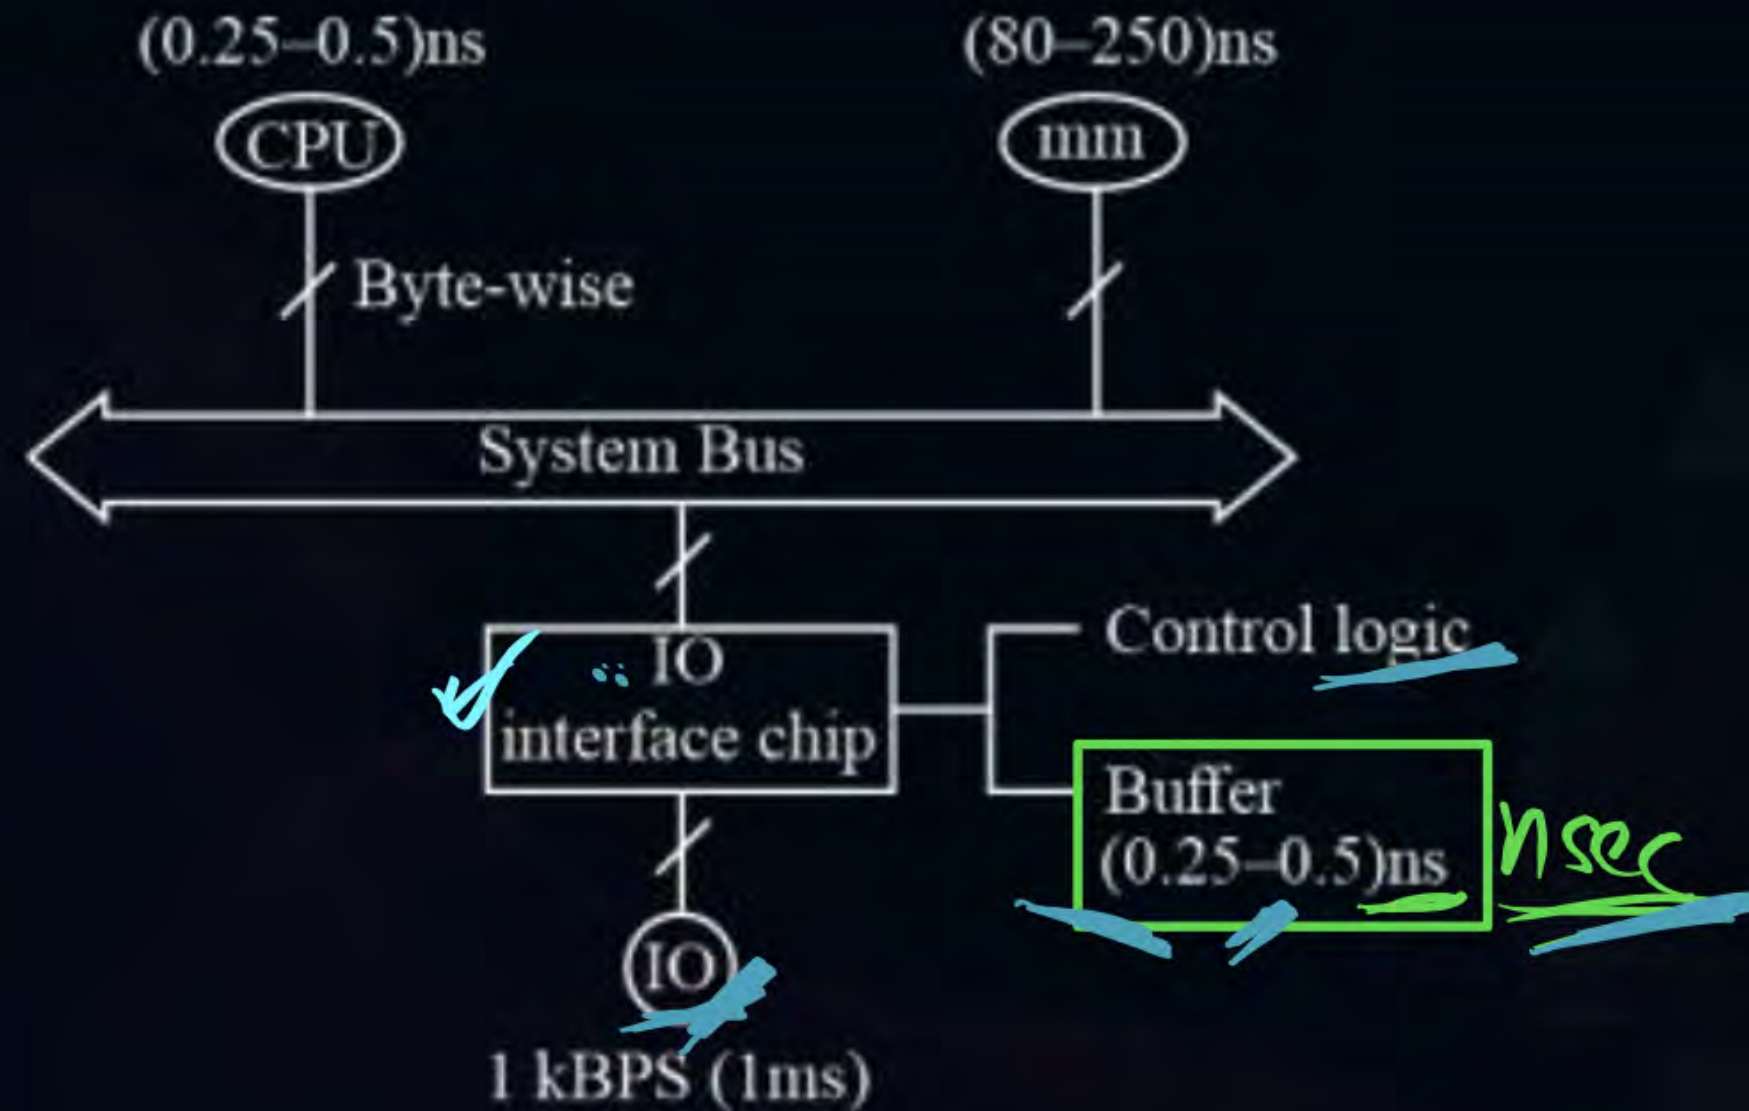 (0.25–0.5)ns
(80–250)ns
CPU
mm
Byte-wise
System Bus
IO
interface chip
Control logic
Buffer
(0.25–0.5)ns
nsec
IO
1 kBPS (1ms)